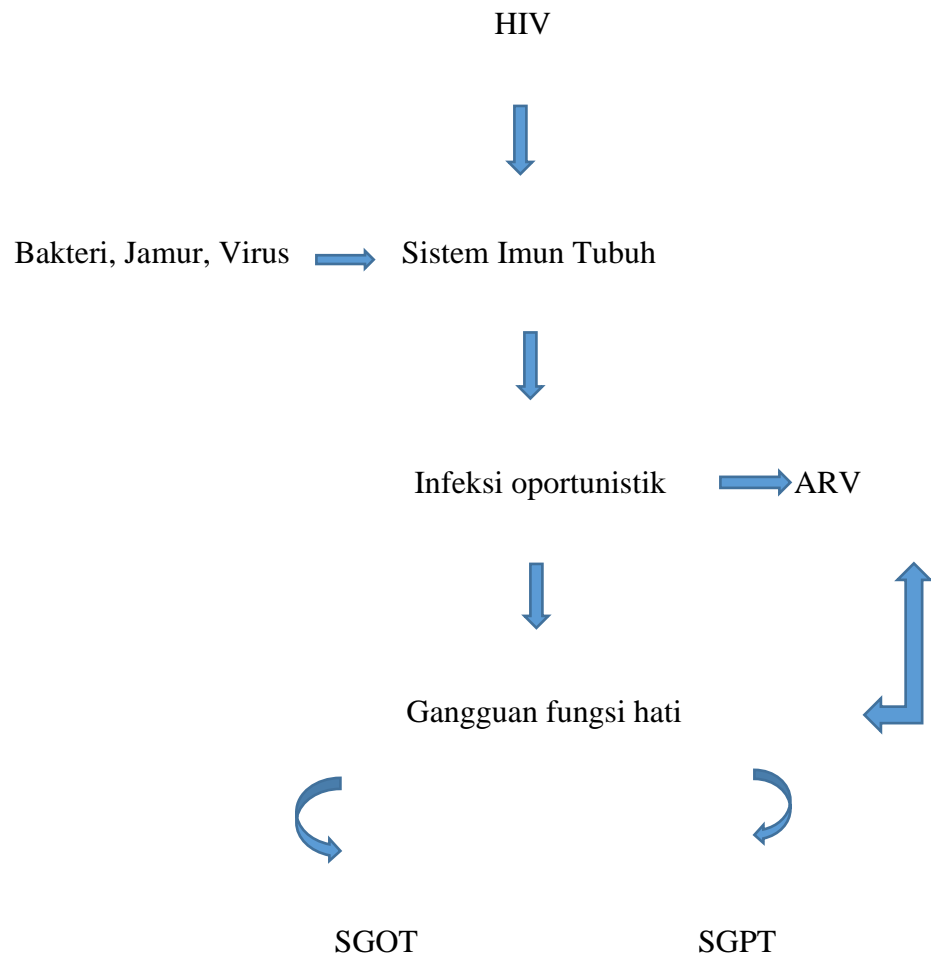 HIV
Bakteri, Jamur, Virus Sistem Imun Tubuh
Infeksi oportunistik ARV
Gangguan fungsi hati
SGOT SGPT